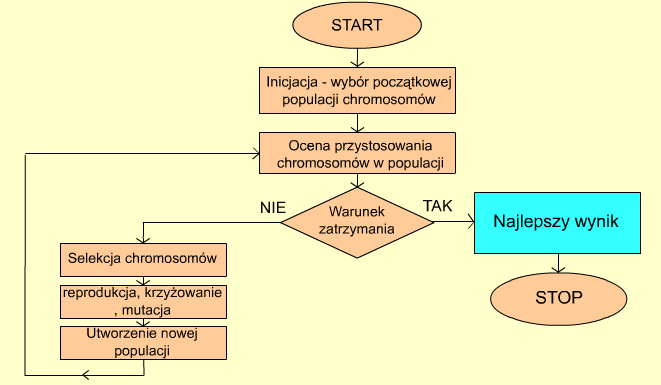 START
Inicjacja - wybór początkowej
populacji chromosomów
Ocena przystosowania
chromosomów w populacji
Warunek
zatrzymania
NIE
TAK
Najlepszy wynik
STOP
Selekcja chromosomów
reprodukcja, krzyżowanie
, mutacja
Utworzenie nowej
populacji